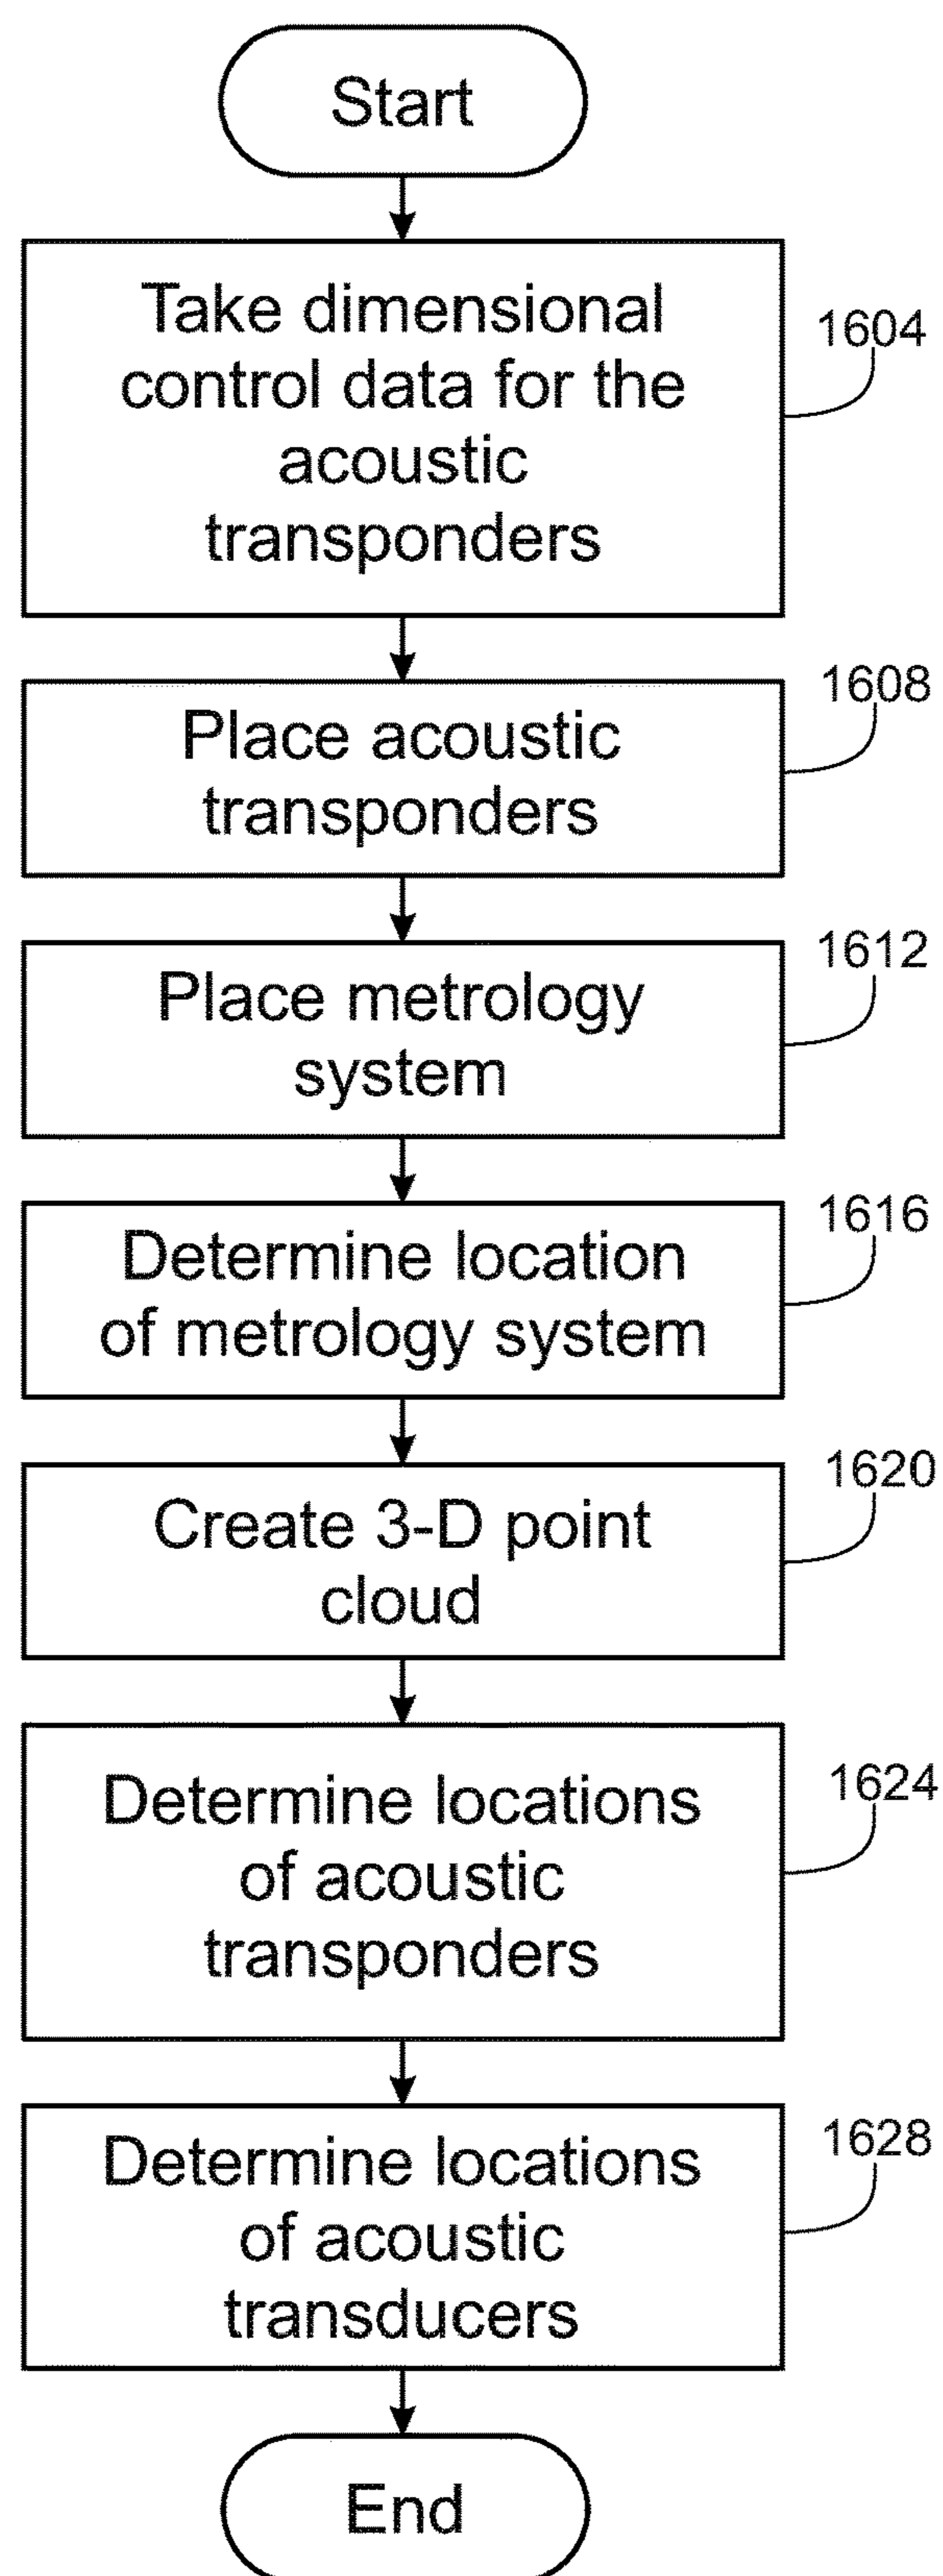 Start
Take dimensional
control data for the
acoustic
transponders
1604
Place acoustic
transponders
1608
Place metrology
system
1612
Determine location
of metrology system
1616
Create 3-D point
cloud
1620
Determine locations
of acoustic
transponders
1624
Determine locations
of acoustic
transducers
1628
End